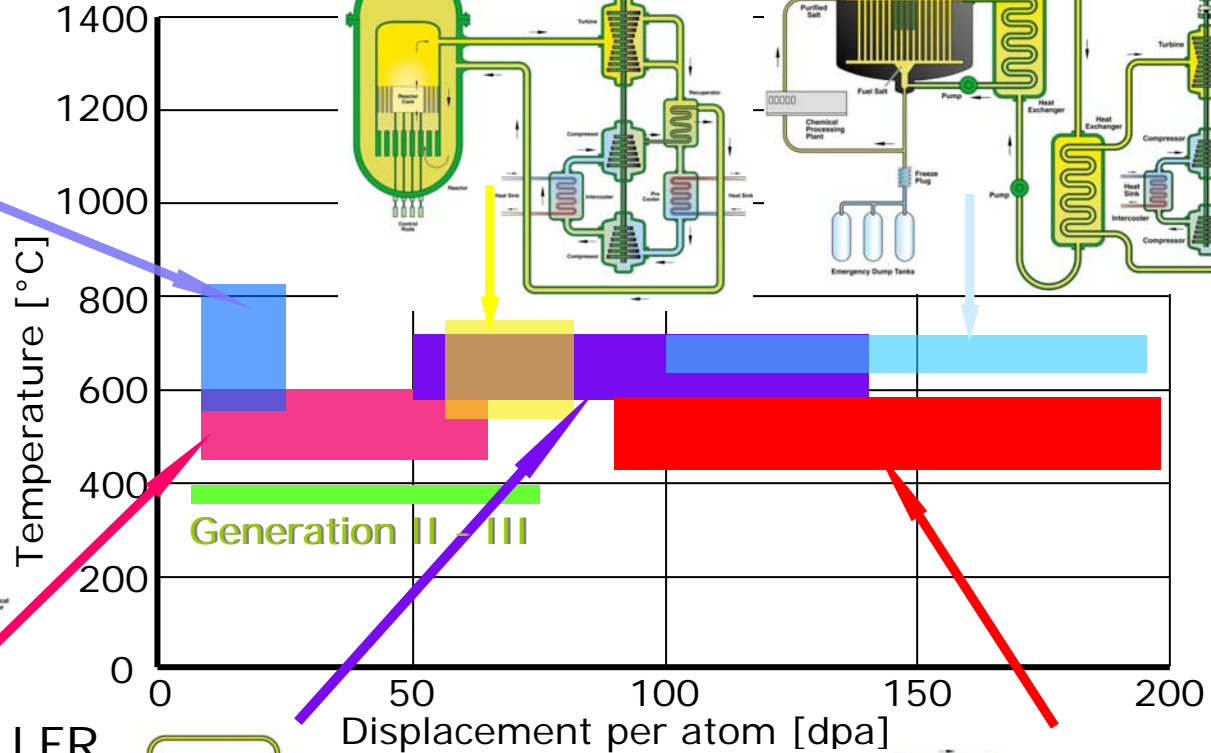 1400
1200
1000
800
600
400
200
0
Temperature [°C]
0
50
100
150
200
Displacement per atom [dpa]
Generation II - III
LFR
Turbine
Recuperator
Reactor
Core
Compressor
Heat Sink
Intercooler
Pre
Cooler
Heat Sink
Reactor
Control
Rods
Compressor
Purified
Salt
Fuel Salt
Pump
Heat
Exchanger
Chemical
Processing
Plant
Freeze
Plug
Pump
Emergency Dump Tanks
Heat
Exchanger
Turbine
Compressor
Heat
Sink
Intercooler
Compressor